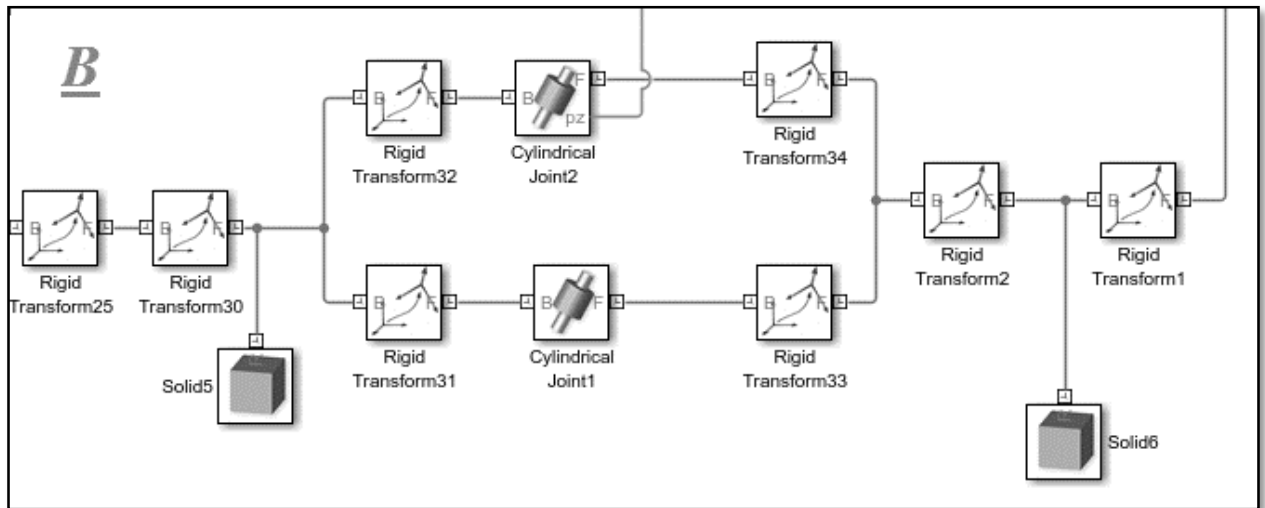 B
B F
Rigid
Transform25
B F
Rigid
Transform30
Solid5
B F
Rigid
Transform32
B F
pz
Cylindrical
Joint2
B F
Rigid
Transform34
B F
Rigid
Transform31
B F
Cylindrical
Joint1
B F
Rigid
Transform33
B F
Rigid
Transform2
B F
Rigid
Transform1
Solid6